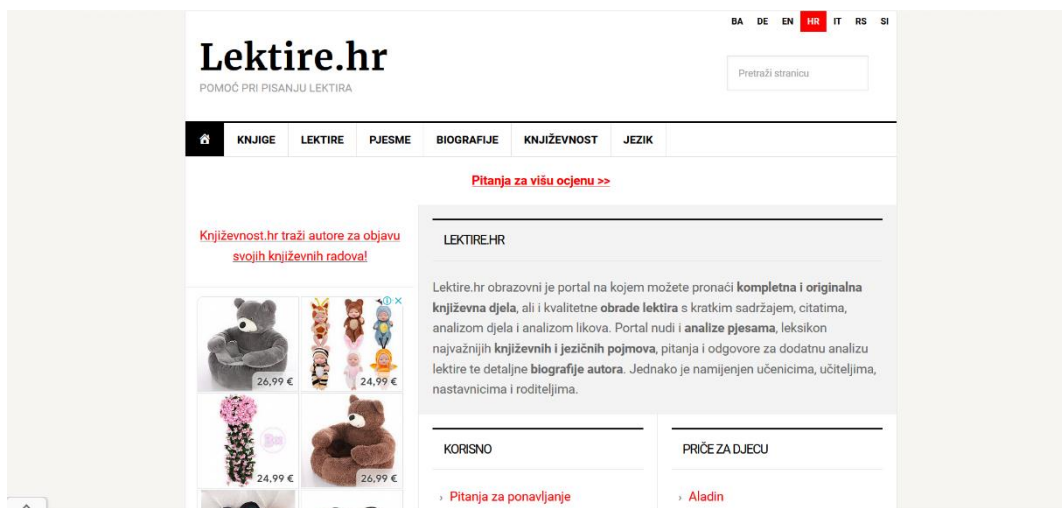 BA DE EN HR IT RS SI
Lektire.hr
POMOĆ PRI PISANJU LEKTIRA
Pretraži stranicu
KNJIGE LEKTIRE PJESME BIOGRAFIJE KNJIŽEVNOST JEZIK
Pitanja za višu ocjenu >>
Književnost.hr traži autore za objavu
svojih književnih radova!
26,99 €
24,99 €
24,99 €
26,99 €
LEKTIRE.HR
Lektire.hr obrazovni je portal na kojem možete pronaći kompletna i originalna
književna djela, ali i kvalitetne obrade lektira s kratkim sadržajem, citatima,
analizom djela i analizom likova. Portal nudi i analize pjesama, leksikon
najvažnijih književnih i jezičnih pojmova, pitanja i odgovore za dodatnu analizu
lektire te detaljne biografije autora. Jednako je namijenjen učenicima, učiteljima,
nastavnicima i roditeljima.
KORISNO
› Pitanja za ponavljanje
PRIČE ZA DJECU
› Aladin